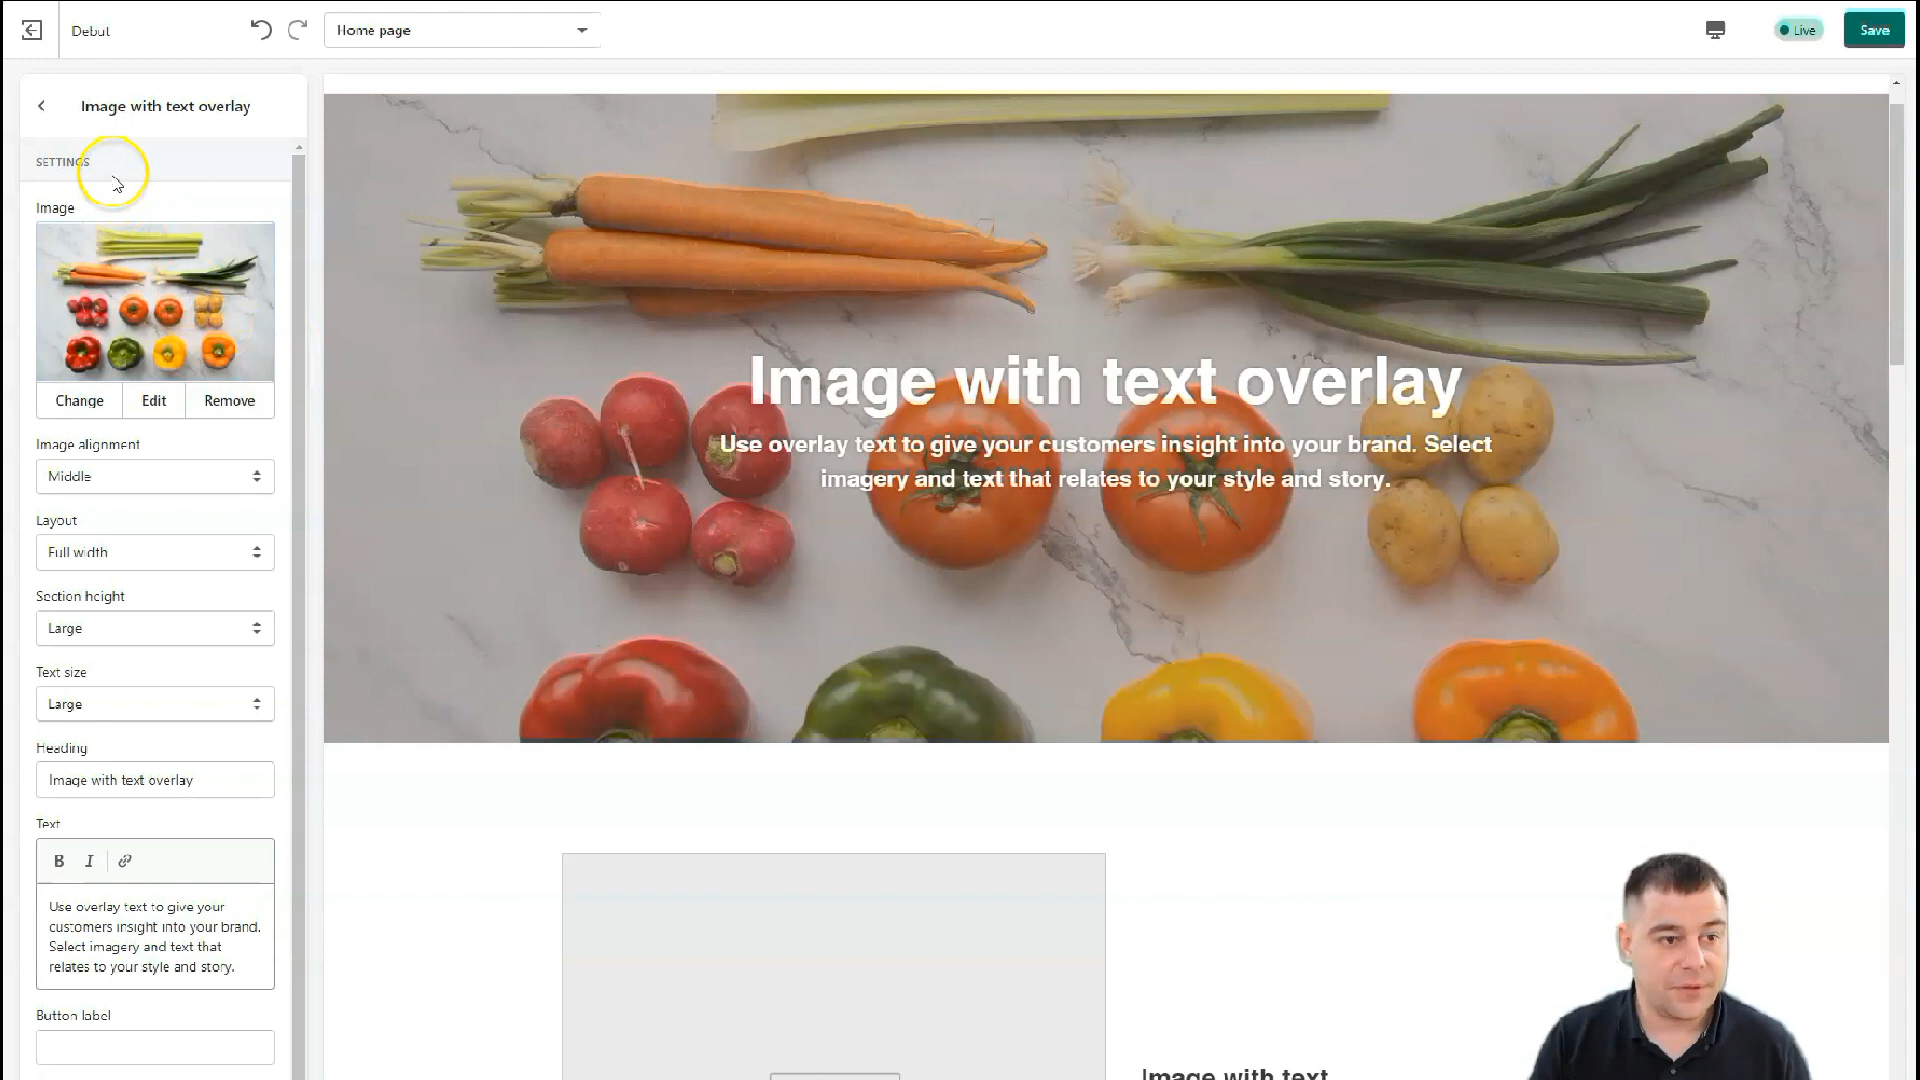 Debut
Home page
Live
Save
Image with text overlay
SETTINGS
Image
Change
Edit
Remove
Image alignment
Middle
Layout
Full width
Section height
Large
Text size
Large
Heading
Image with text overlay
Text
B I
Use overlay text to give your
customers insight into your brand.
Select imagery and text that
relates to your style and story.
Button label
Image with text overlay
Use overlay text to give your customers insight into your brand. Select
imagery and text that relates to your style and story.
Image with text